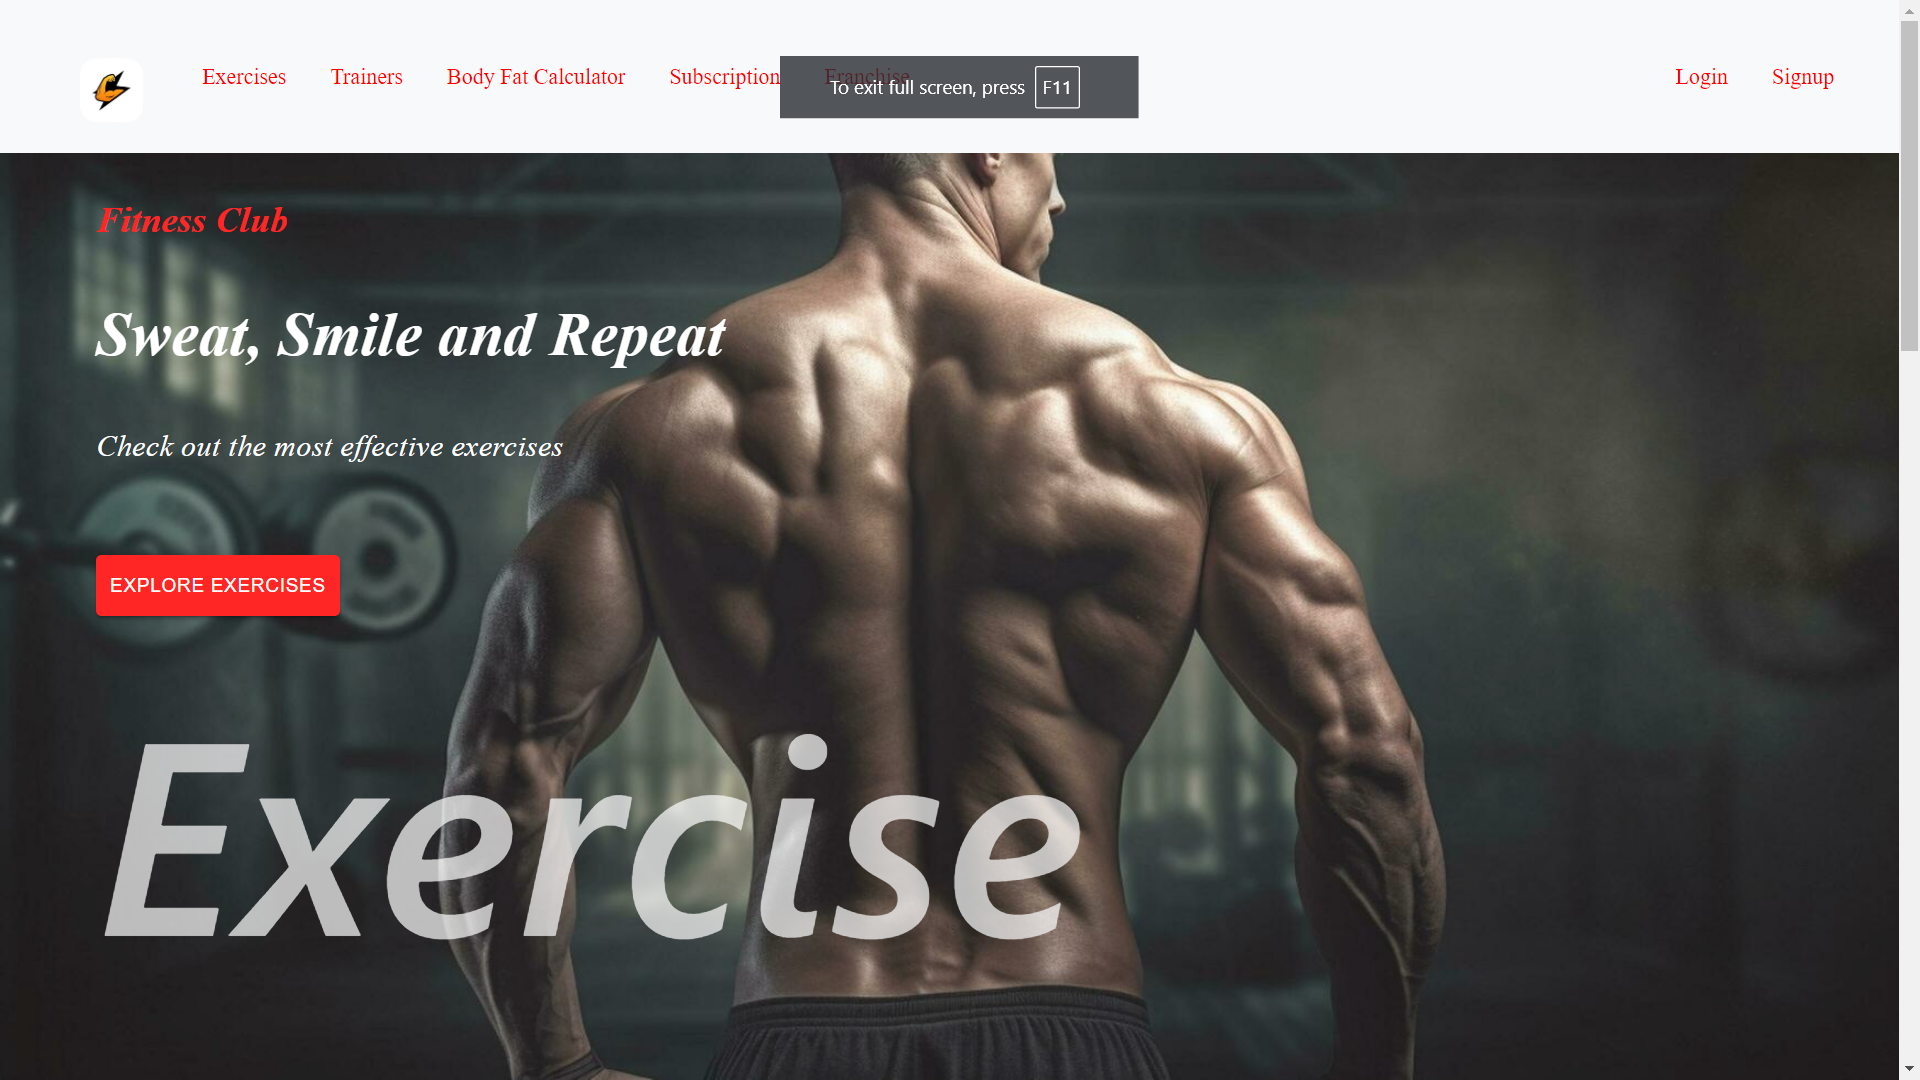 Exercises Trainers Body Fat Calculator Subscription Franchise Login Signup
To exit full screen, press F11
Fitness Club
Sweat, Smile and Repeat
Check out the most effective exercises
EXPLORE EXERCISES
Exercise